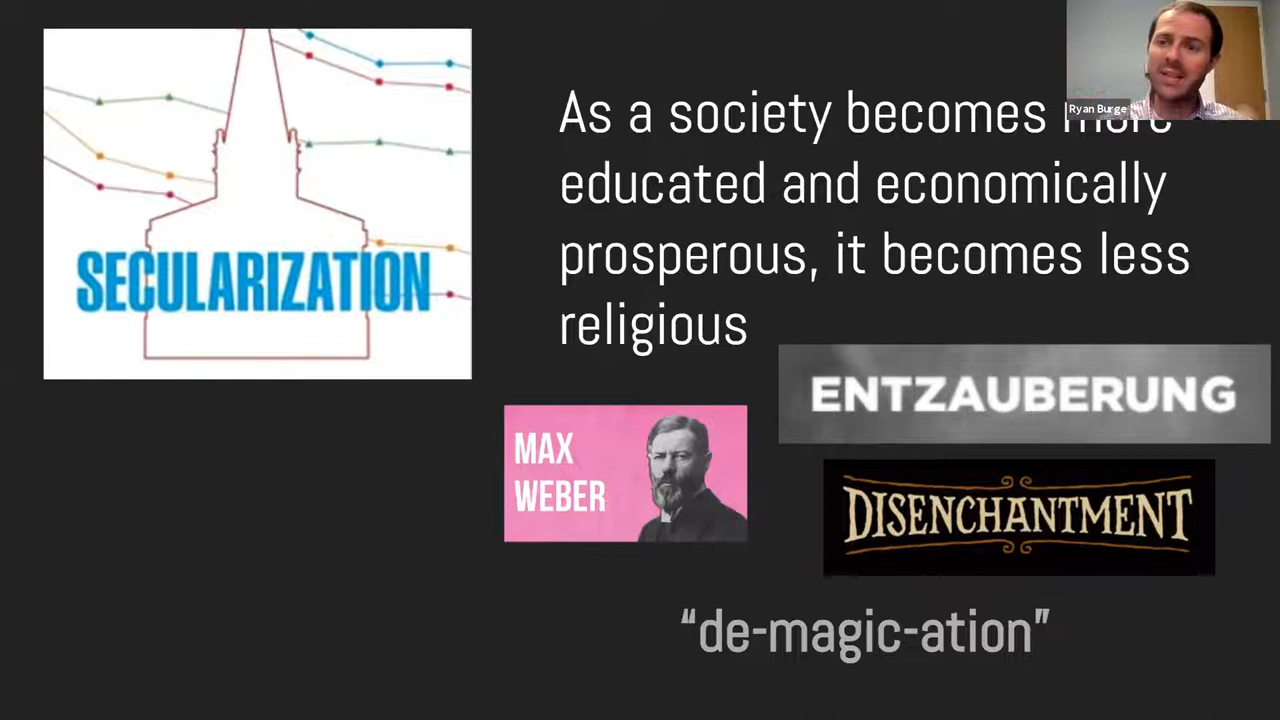 SECULARIZATION
As a society becomes more
educated and economically
prosperous, it becomes less
religious
Ryan Burge
ENTZAUBERUNG
MAX
WEBER
DISENCHANTMENT
“de-magic-ation”